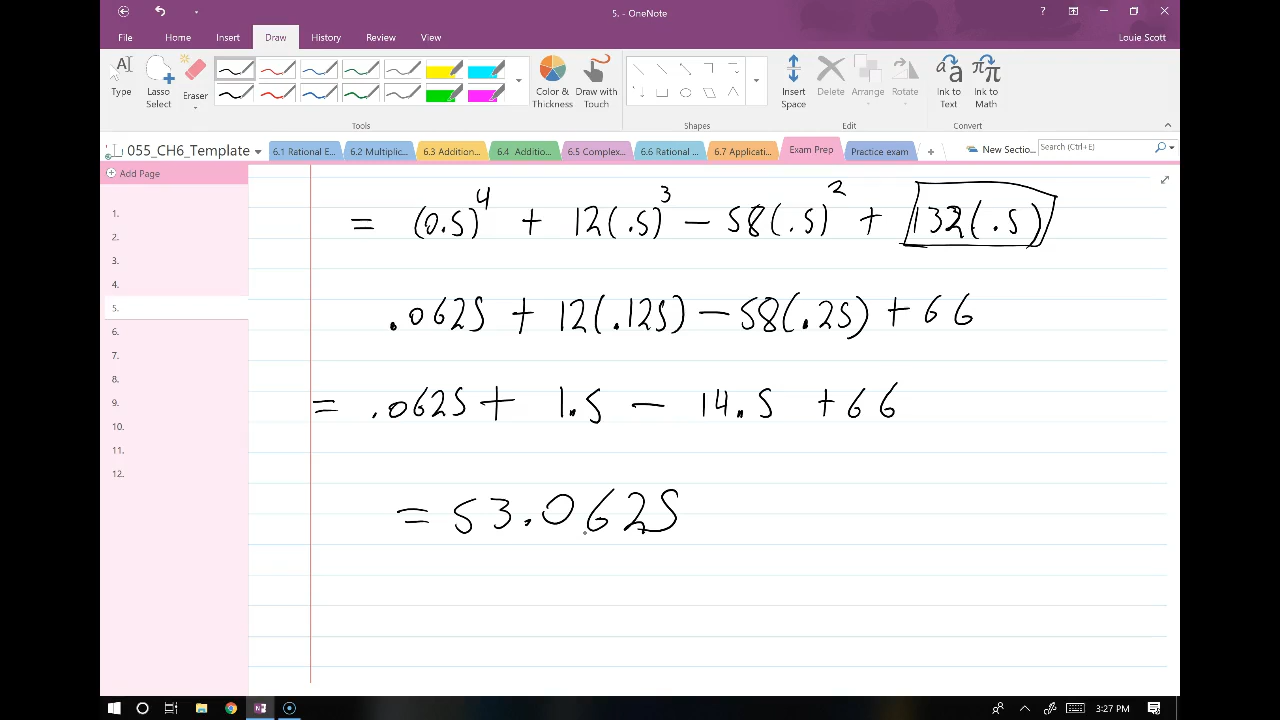 5. - OneNote
?
File Home Insert Draw History Review View Louie Scott
Type Lasso Select Eraser Color & Thickness Draw with Touch Insert Space Delete Arrange Rotate Ink to Text Ink to Math
Tools Shapes Edit Convert
055_CH6_Template 6.1 Rational E... 6.2 Multiplic... 6.3 Addition... 6.4 Additio... 6.5 Complex... 6.6 Rational ... 6.7 Applicati... Exam Prep Practice exam + New Sectio... Search (Ctrl+E)
Add Page
1.
2.
3.
4.
5.
6.
7.
8.
9.
10.
11.
12.
= (0.5)^4 + 12(.5)^3 - 58(.5)^2 + 132(.5)
.0625 + 12(.125) - 58(.25) + 66
= .0625 + 1.5 - 14.5 + 66
= 53.0625
3:27 PM